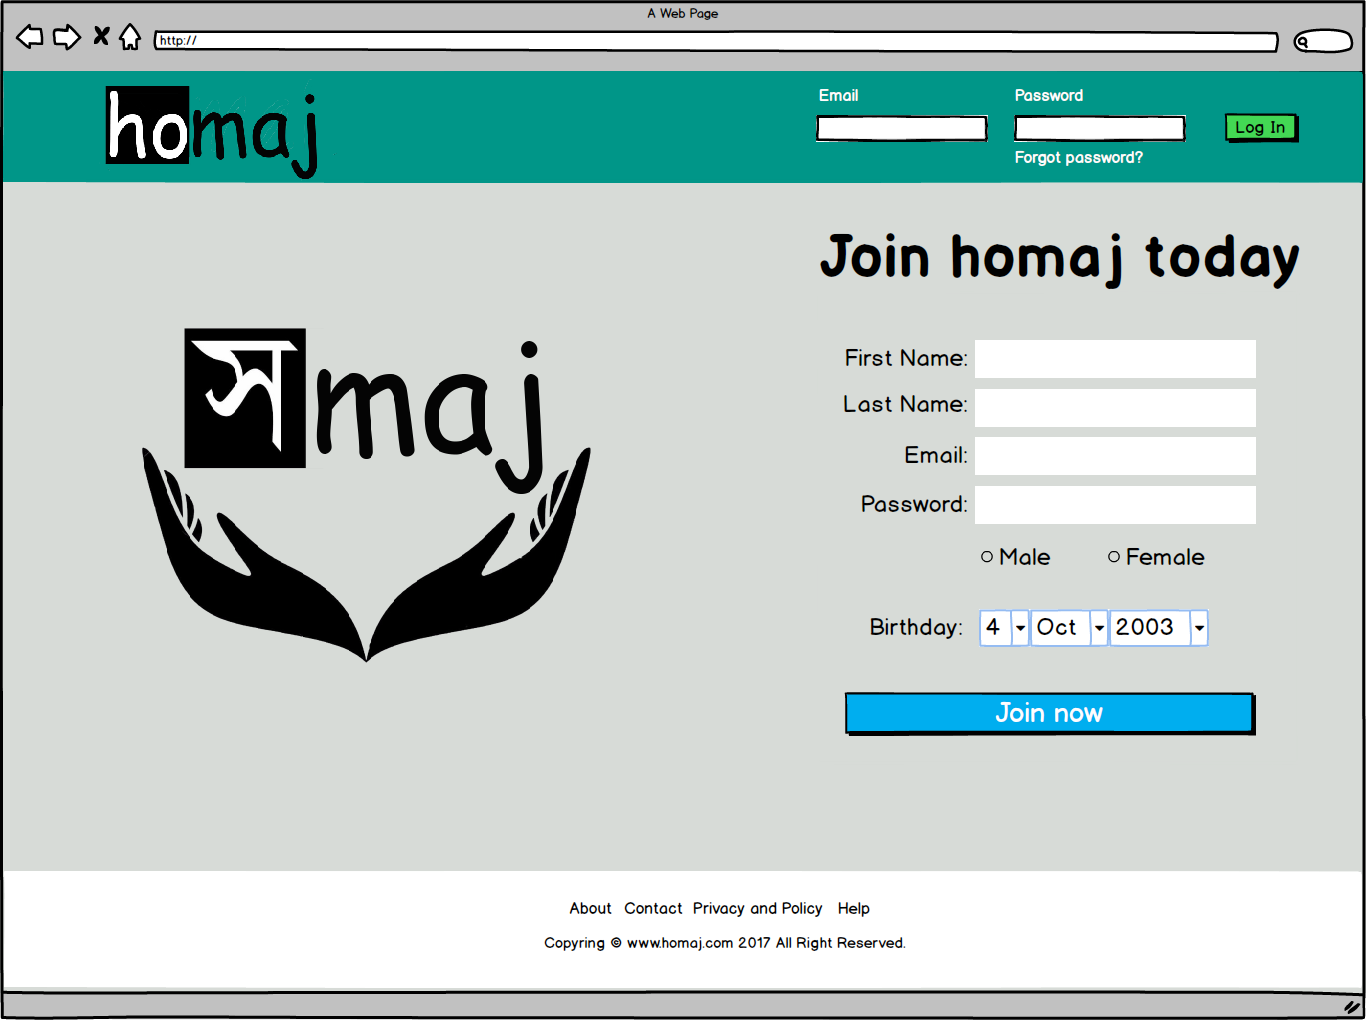 A Web Page
http://
homaj
Email Password
Log In
Forgot password?
Join homaj today
সmaj
First Name:
Last Name:
Email:
Password:
Male Female
Birthday: 4 Oct 2003
Join now
About Contact Privacy and Policy Help
Copyring © www.homaj.com 2017 All Right Reserved.